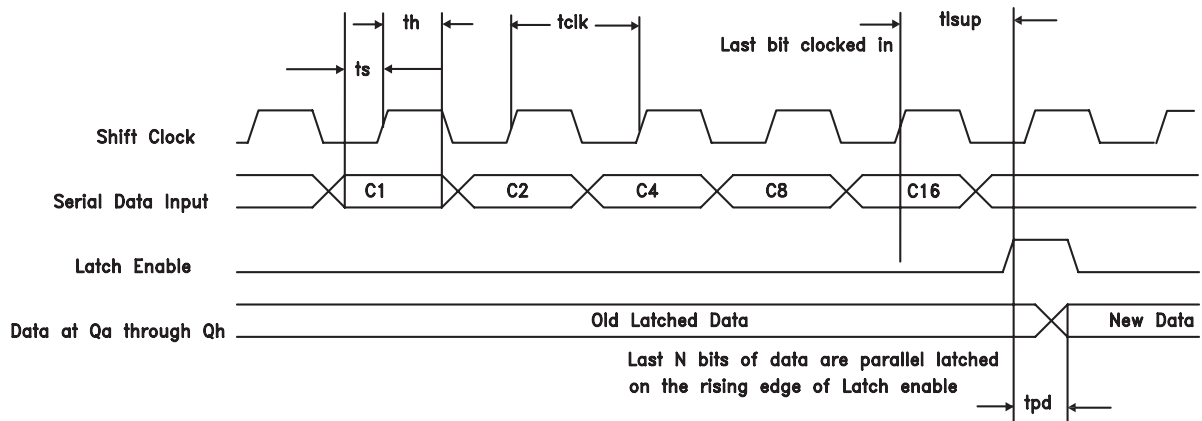 th
tclk
tlsup
Last bit clocked in
ts
Shift Clock
C1 C2 C4 C8 C16
Serial Data Input
Latch Enable
Old Latched Data
New Data
Data at Qa through Qh
Last N bits of data are parallel latched
on the rising edge of Latch enable
tpd